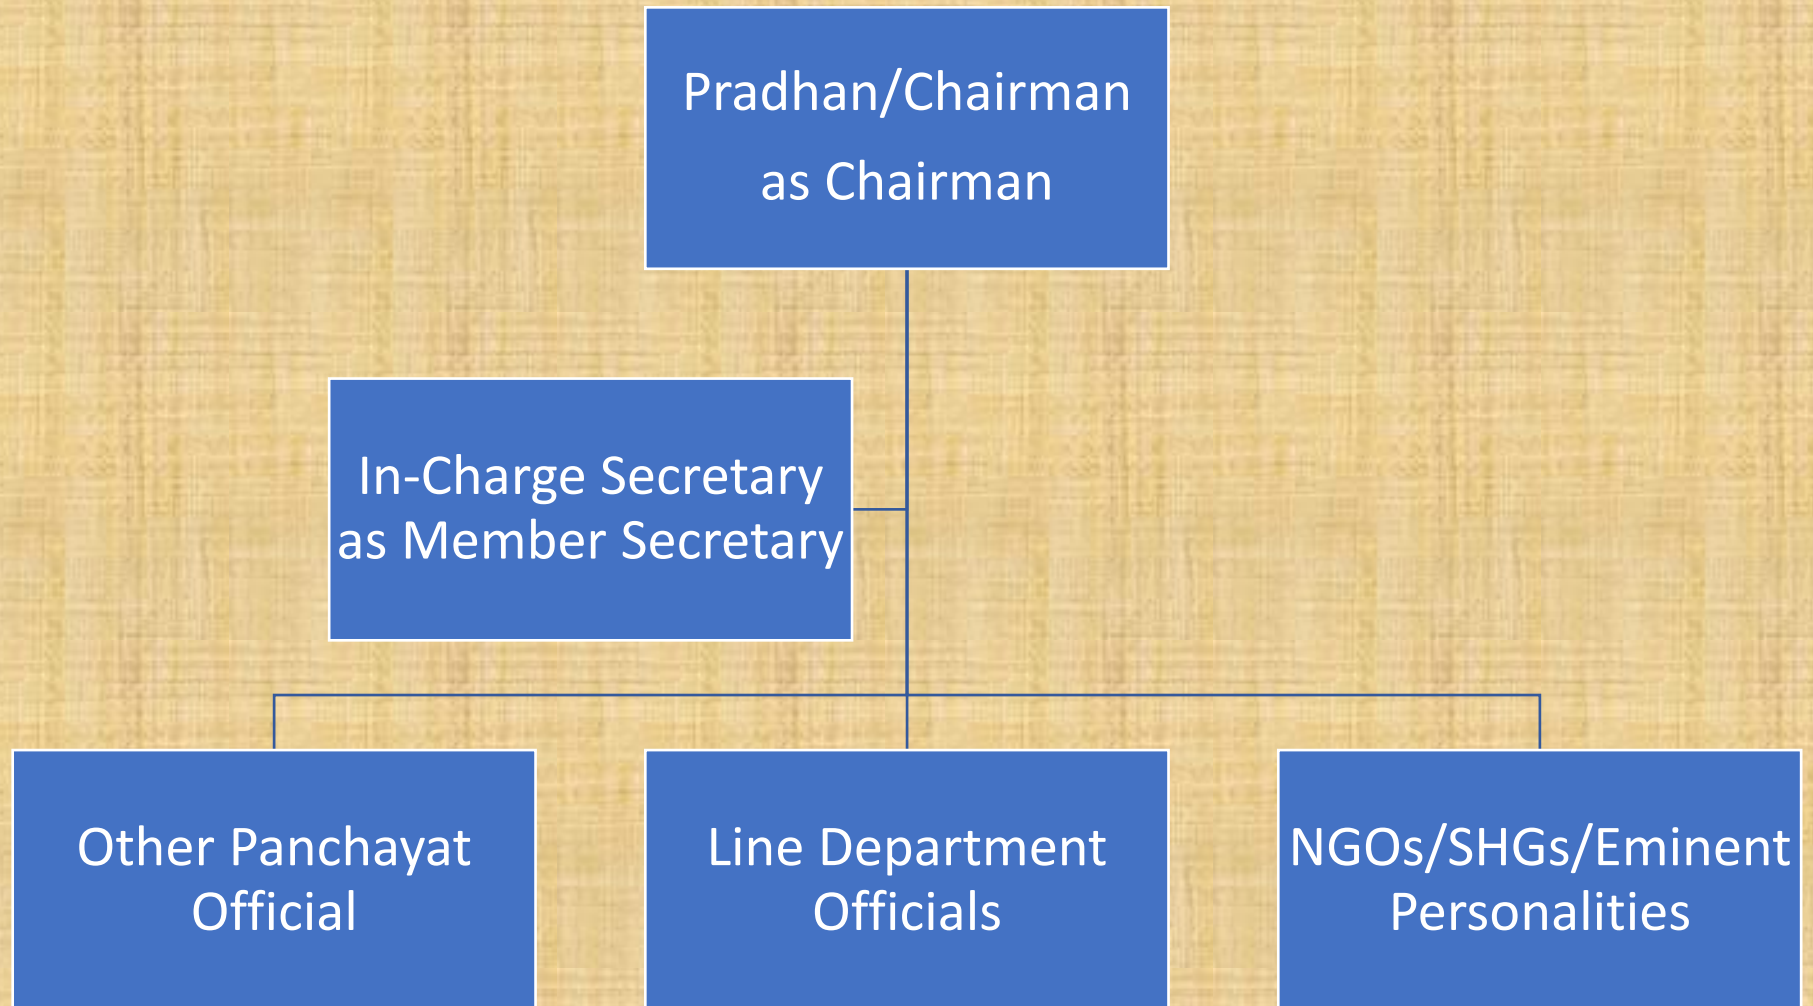 Pradhan/Chairman
as Chairman
In-Charge Secretary
as Member Secretary
Other Panchayat
Official
Line Department
Officials
NGOs/SHGs/Eminent
Personalities